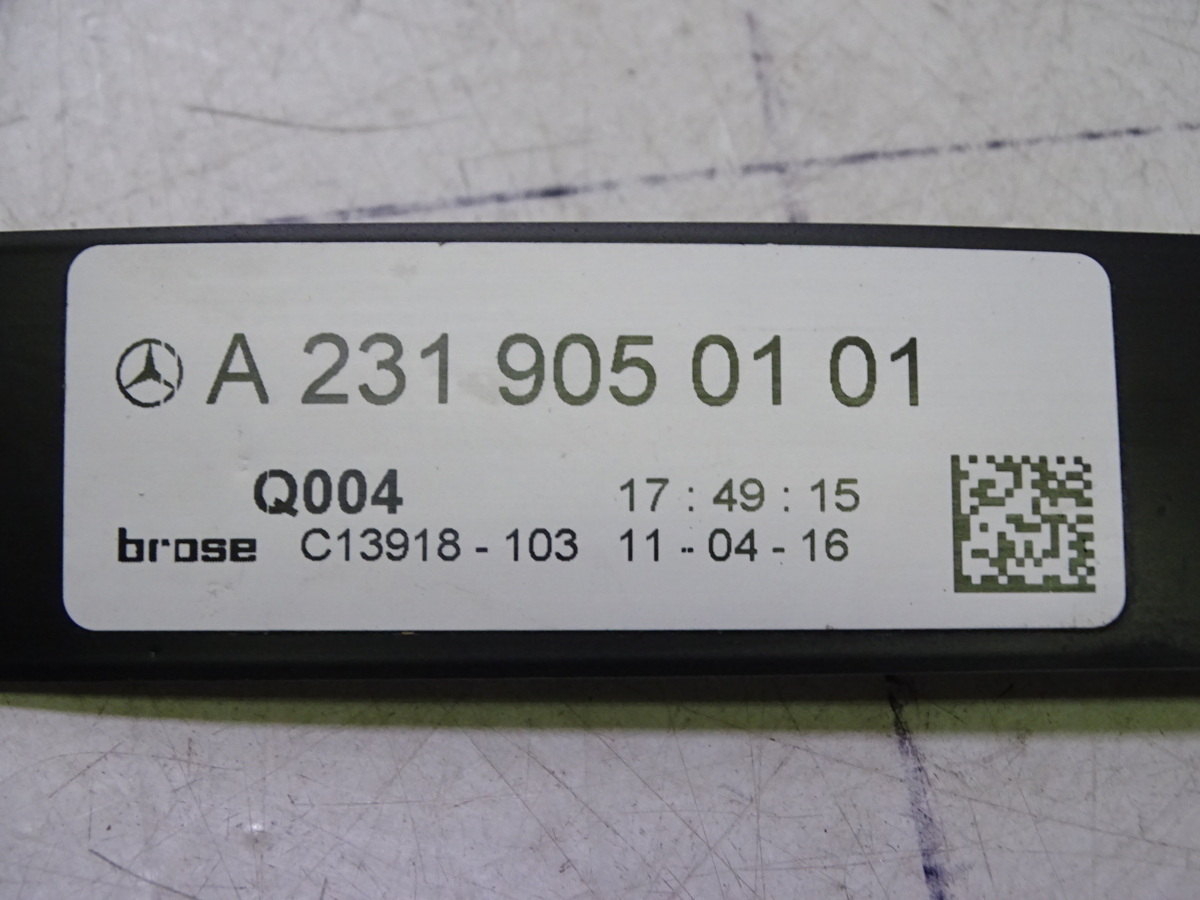 A 231 905 01 01
Q004 17 : 49 : 15
brose C13918 - 103 11 - 04 - 16